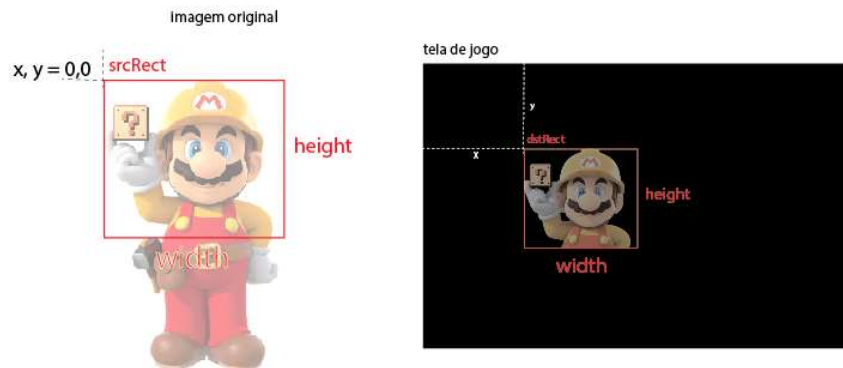 imagem original
x, y = 0,0
srcRect
height
width
tela de jogo
y
x
dstRect
height
width